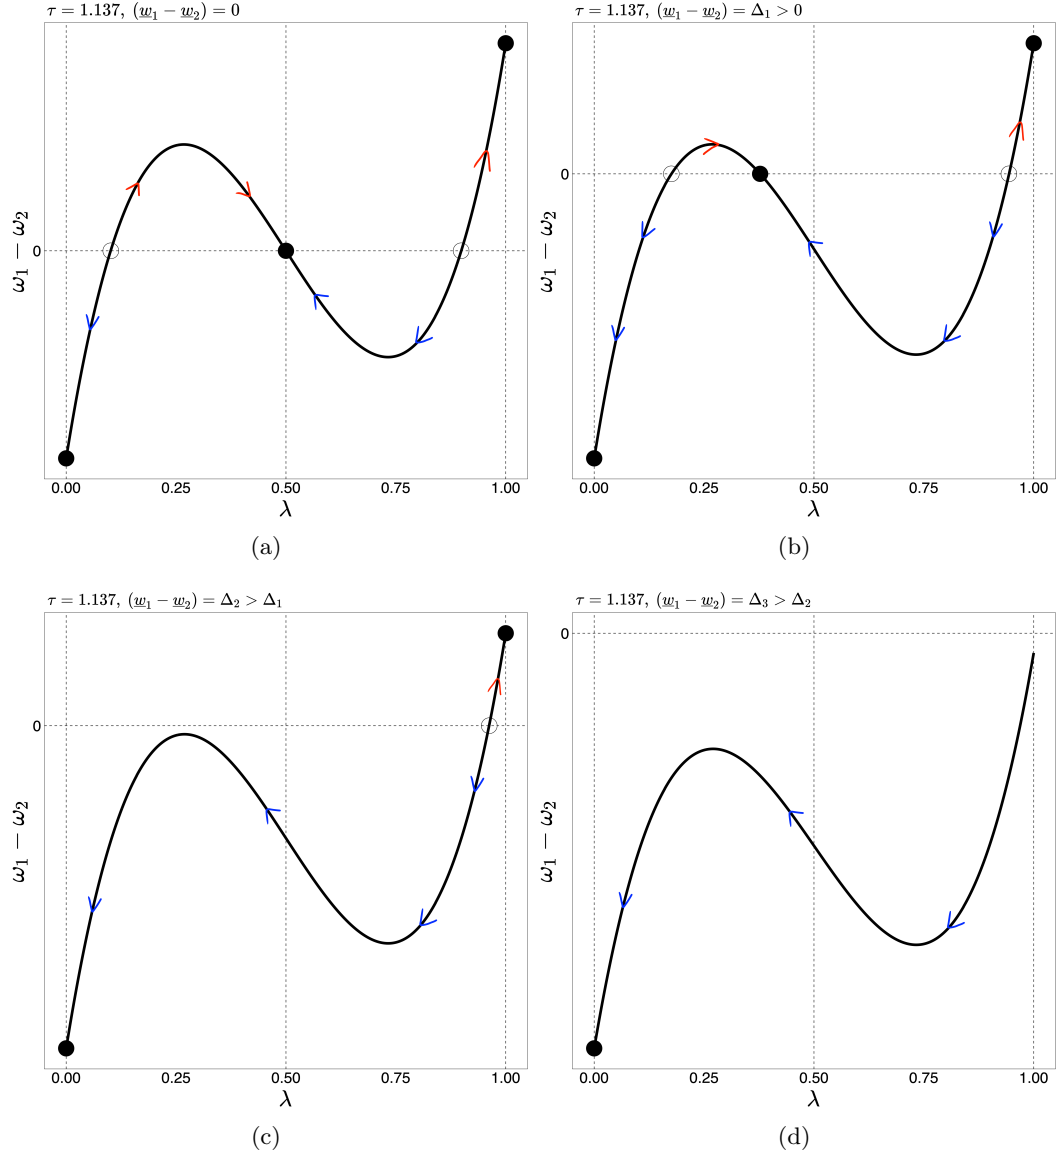 τ = 1.137, (w̲₁ − w̲₂) = 0
ω₁ − ω₂
0
0.00 0.25 0.50 0.75 1.00
λ
(a)
τ = 1.137, (w̲₁ − w̲₂) = Δ₁ > 0
ω₁ − ω₂
0
0.00 0.25 0.50 0.75 1.00
λ
(b)
τ = 1.137, (w̲₁ − w̲₂) = Δ₂ > Δ₁
ω₁ − ω₂
0
0.00 0.25 0.50 0.75 1.00
λ
(c)
τ = 1.137, (w̲₁ − w̲₂) = Δ₃ > Δ₂
ω₁ − ω₂
0
0.00 0.25 0.50 0.75 1.00
λ
(d)